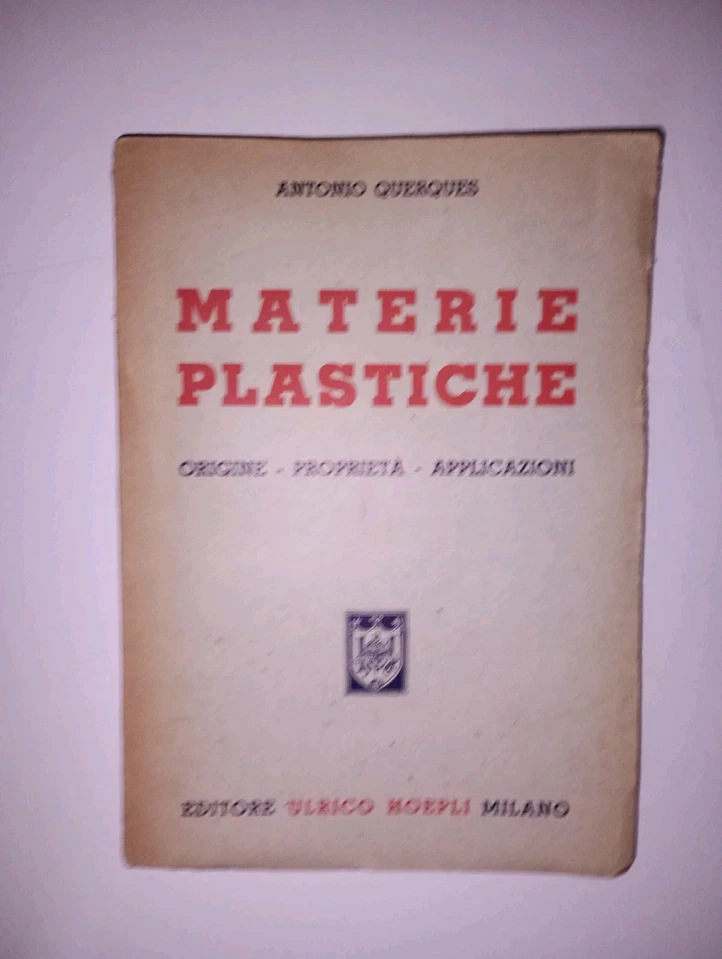 ANTONIO QUERQUES
MATERIE
PLASTICHE
ORIGINE - PROPRIETÀ - APPLICAZIONI
EDITORE ULRICO HOEPLI MILANO